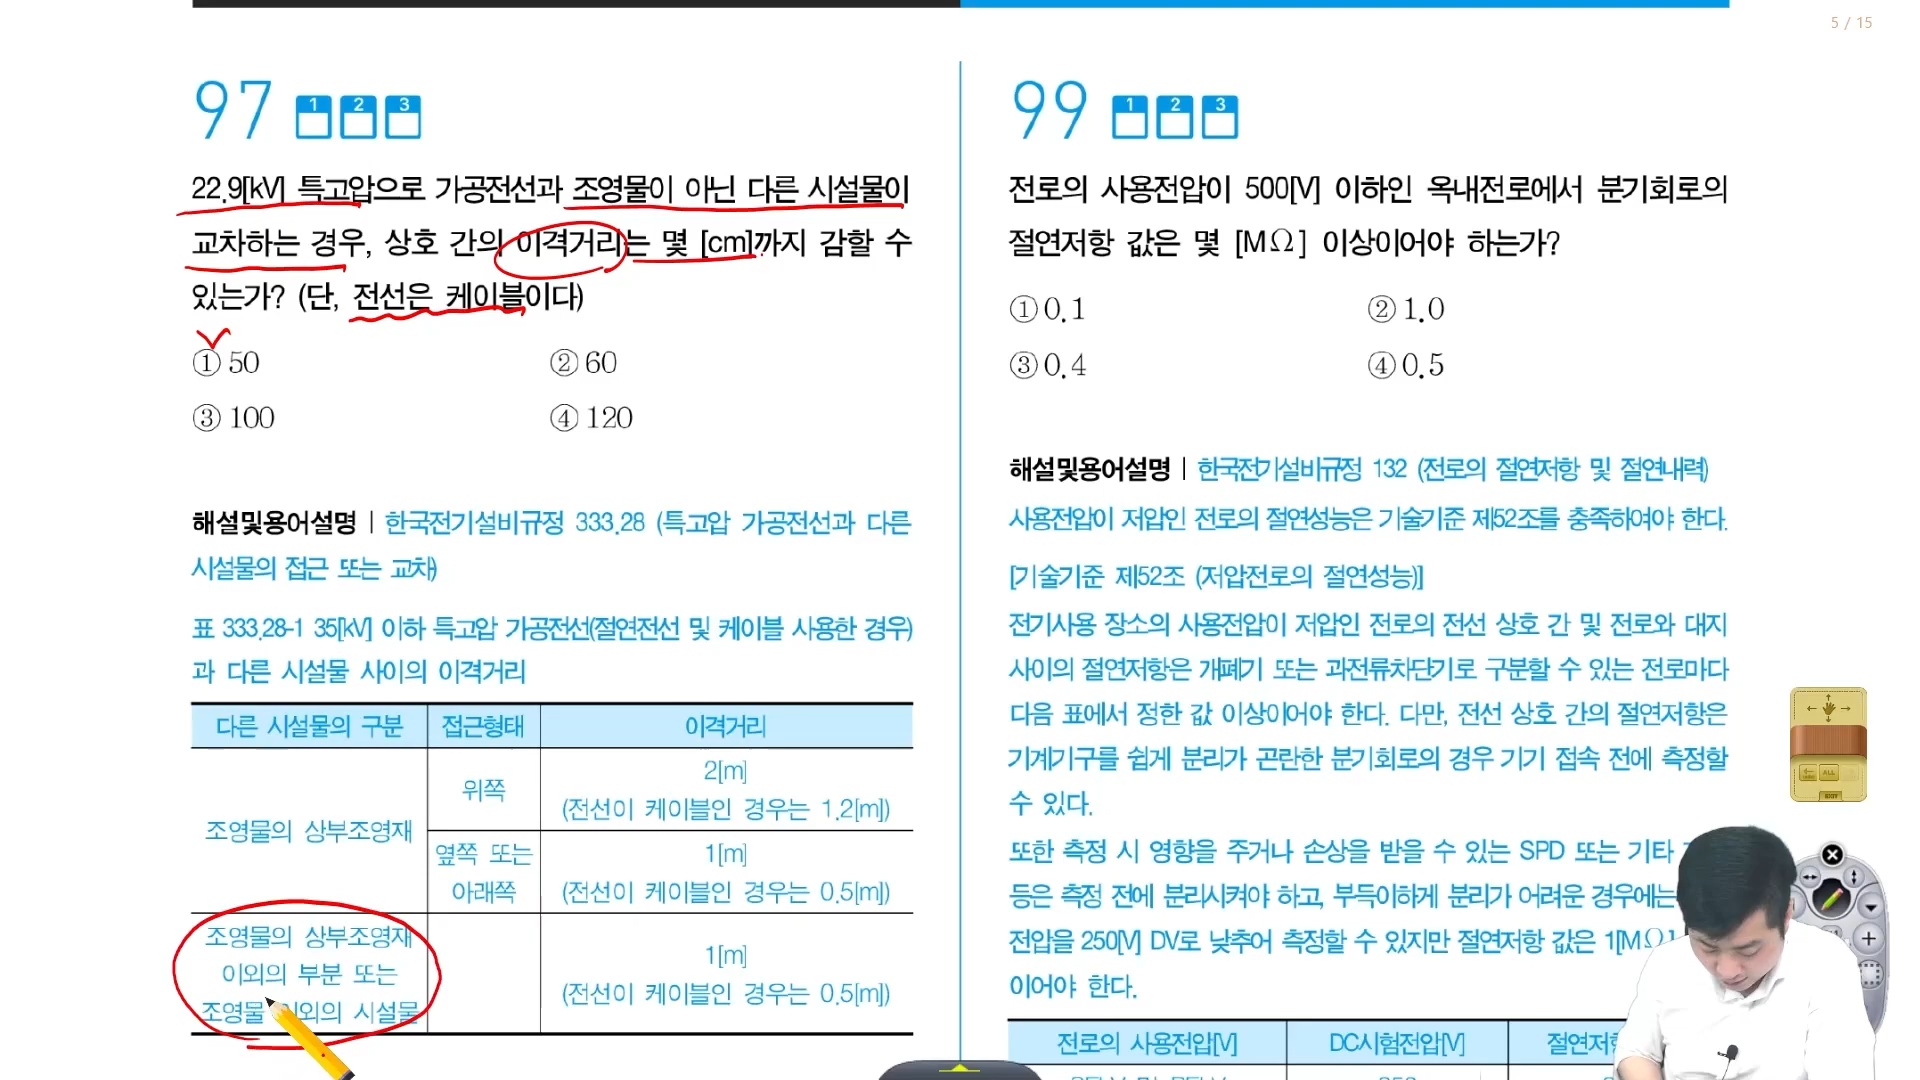 5 / 15
97 1 2 3
22.9[kV] 특고압으로 가공전선과 조영물이 아닌 다른 시설물이
교차하는 경우, 상호 간의 이격거리는 몇 [cm]까지 감할 수
있는가? (단, 전선은 케이블이다)
① 50 ② 60
③ 100 ④ 120
해설및용어설명 | 한국전기설비규정 333.28 (특고압 가공전선과 다른
시설물의 접근 또는 교차)
표 333.28-1 35[kV] 이하 특고압 가공전선(절연전선 및 케이블 사용한 경우)
과 다른 시설물 사이의 이격거리
다른 시설물의 구분 접근형태 이격거리
조영물의 상부조영재 위쪽 2[m]
(전선이 케이블인 경우는 1.2[m])
옆쪽 또는
아래쪽
1[m]
(전선이 케이블인 경우는 0.5[m])
조영물의 상부조영재
이외의 부분 또는
조영물 이외의 시설물
1[m]
(전선이 케이블인 경우는 0.5[m])
99 1 2 3
전로의 사용전압이 500[V] 이하인 옥내전로에서 분기회로의
절연저항 값은 몇 [MΩ] 이상이어야 하는가?
① 0.1 ② 1.0
③ 0.4 ④ 0.5
해설및용어설명 | 한국전기설비규정 132 (전로의 절연저항 및 절연내력)
사용전압이 저압인 전로의 절연성능은 기술기준 제52조를 충족하여야 한다.
[기술기준 제52조 (저압전로의 절연성능)]
전기사용 장소의 사용전압이 저압인 전로의 전선 상호 간 및 전로와 대지
사이의 절연저항은 개폐기 또는 과전류차단기로 구분할 수 있는 전로마다
다음 표에서 정한 값 이상이어야 한다. 다만, 전선 상호 간의 절연저항은
기계기구를 쉽게 분리가 곤란한 분기회로의 경우 기기 접속 전에 측정할
수 있다.
또한 측정 시 영향을 주거나 손상을 받을 수 있는 SPD 또는 기타
등은 측정 전에 분리시켜야 하고, 부득이하게 분리가 어려운 경우에는
전압을 250[V] DV로 낮추어 측정할 수 있지만 절연저항 값은 1[MΩ]
이어야 한다.
전로의 사용전압[V] DC시험전압[V]
ALL
EXIT